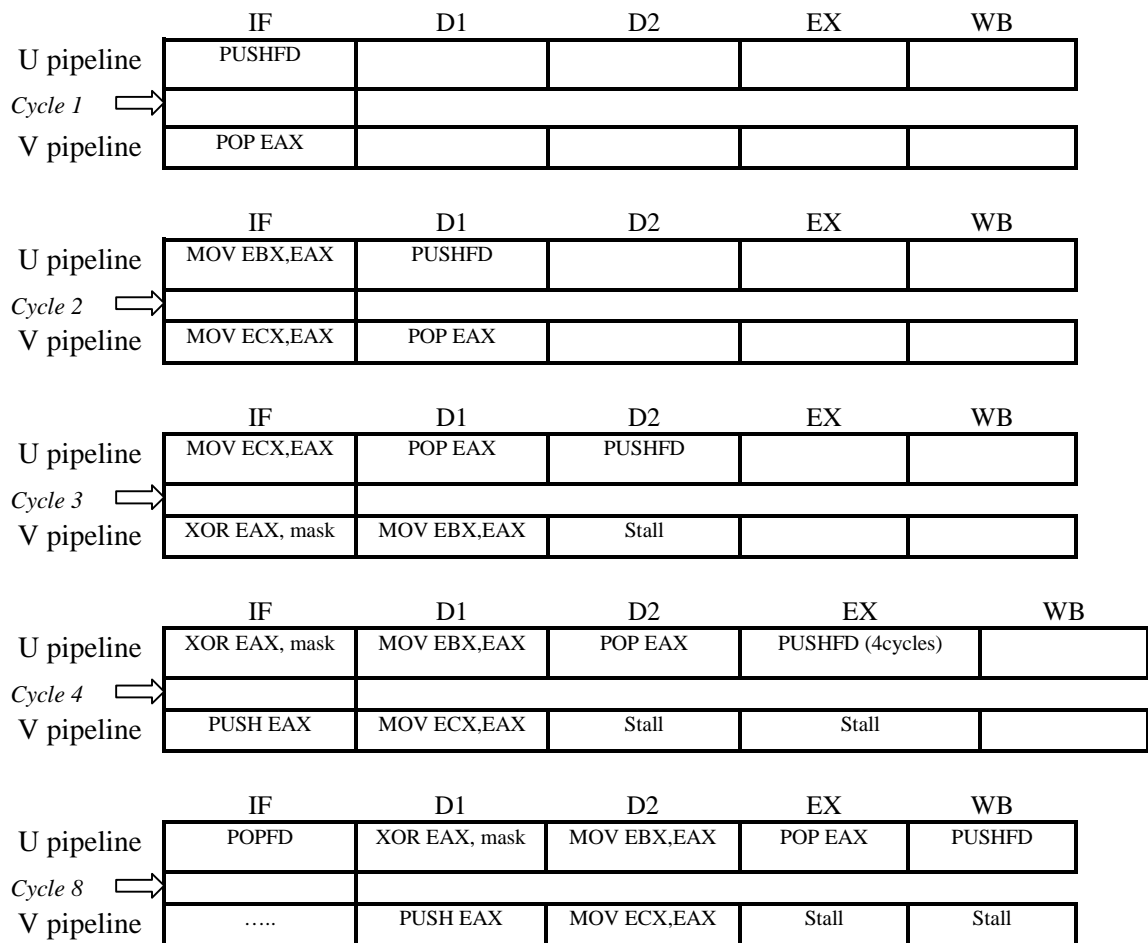 IF D1 D2 EX WB
U pipeline PUSHFD
Cycle 1
V pipeline POP EAX
IF D1 D2 EX WB
U pipeline MOV EBX,EAX PUSHFD
Cycle 2
V pipeline MOV ECX,EAX POP EAX
IF D1 D2 EX WB
U pipeline MOV ECX,EAX POP EAX PUSHFD
Cycle 3
V pipeline XOR EAX, mask MOV EBX,EAX Stall
IF D1 D2 EX WB
U pipeline XOR EAX, mask MOV EBX,EAX POP EAX PUSHFD (4cycles)
Cycle 4
V pipeline PUSH EAX MOV ECX,EAX Stall Stall
IF D1 D2 EX WB
U pipeline POPFD XOR EAX, mask MOV EBX,EAX POP EAX PUSHFD
Cycle 8
V pipeline ….. PUSH EAX MOV ECX,EAX Stall Stall